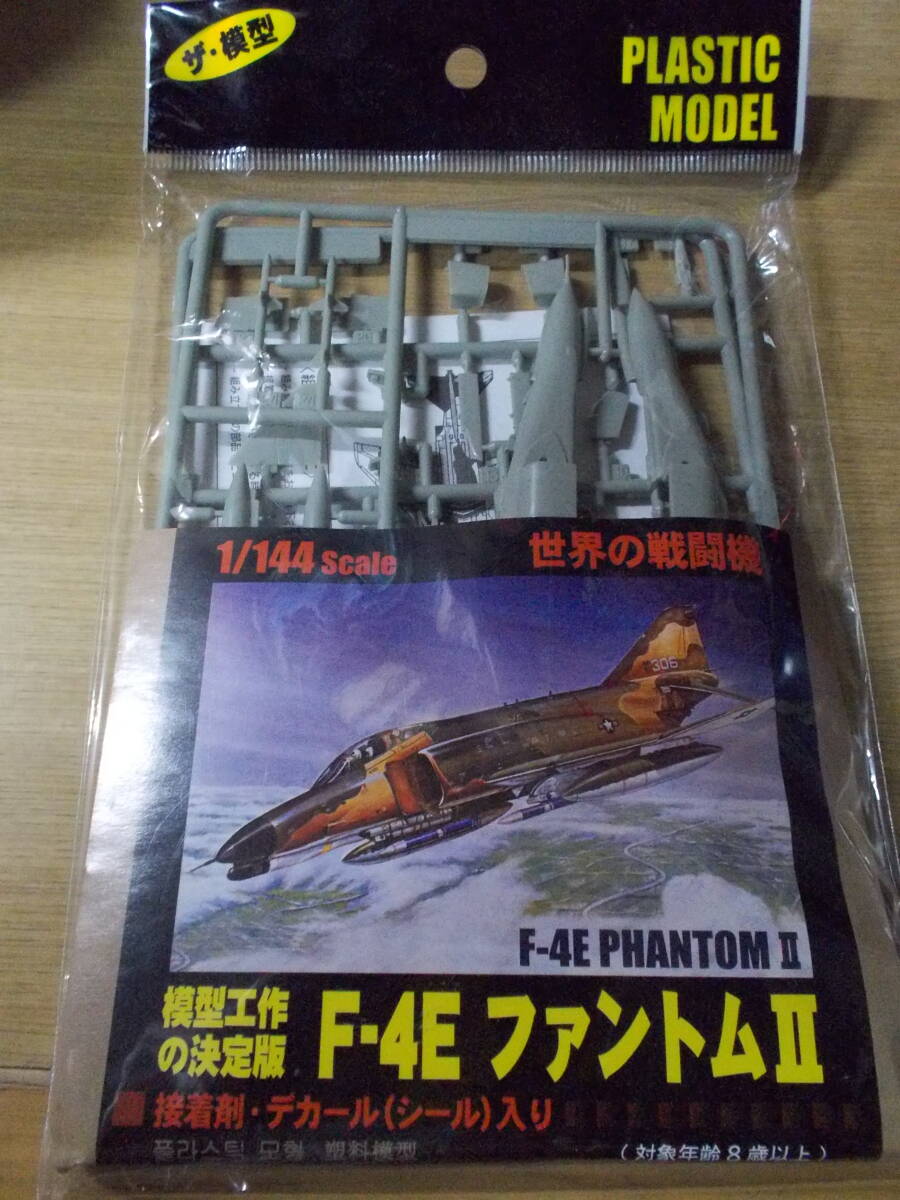 ザ・模型
PLASTIC
MODEL
1/144 Scale
世界の戦闘機
306
F-4E PHANTOM II
模型工作
の決定版
F-4E ファントムII
接着剤・デカール(シール)入り
플라스틱 모형 塑料模型
(対象年齢8歳以上)